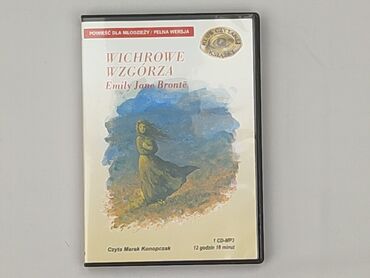 POWIEŚĆ DLA MŁODZIEŻY / PEŁNA WERSJA
WICHROWE
WZGÓRZA
Emily Jane Brontë
Czyta Marek Konopczak
1 CD-MP3
12 godzin 18 minut